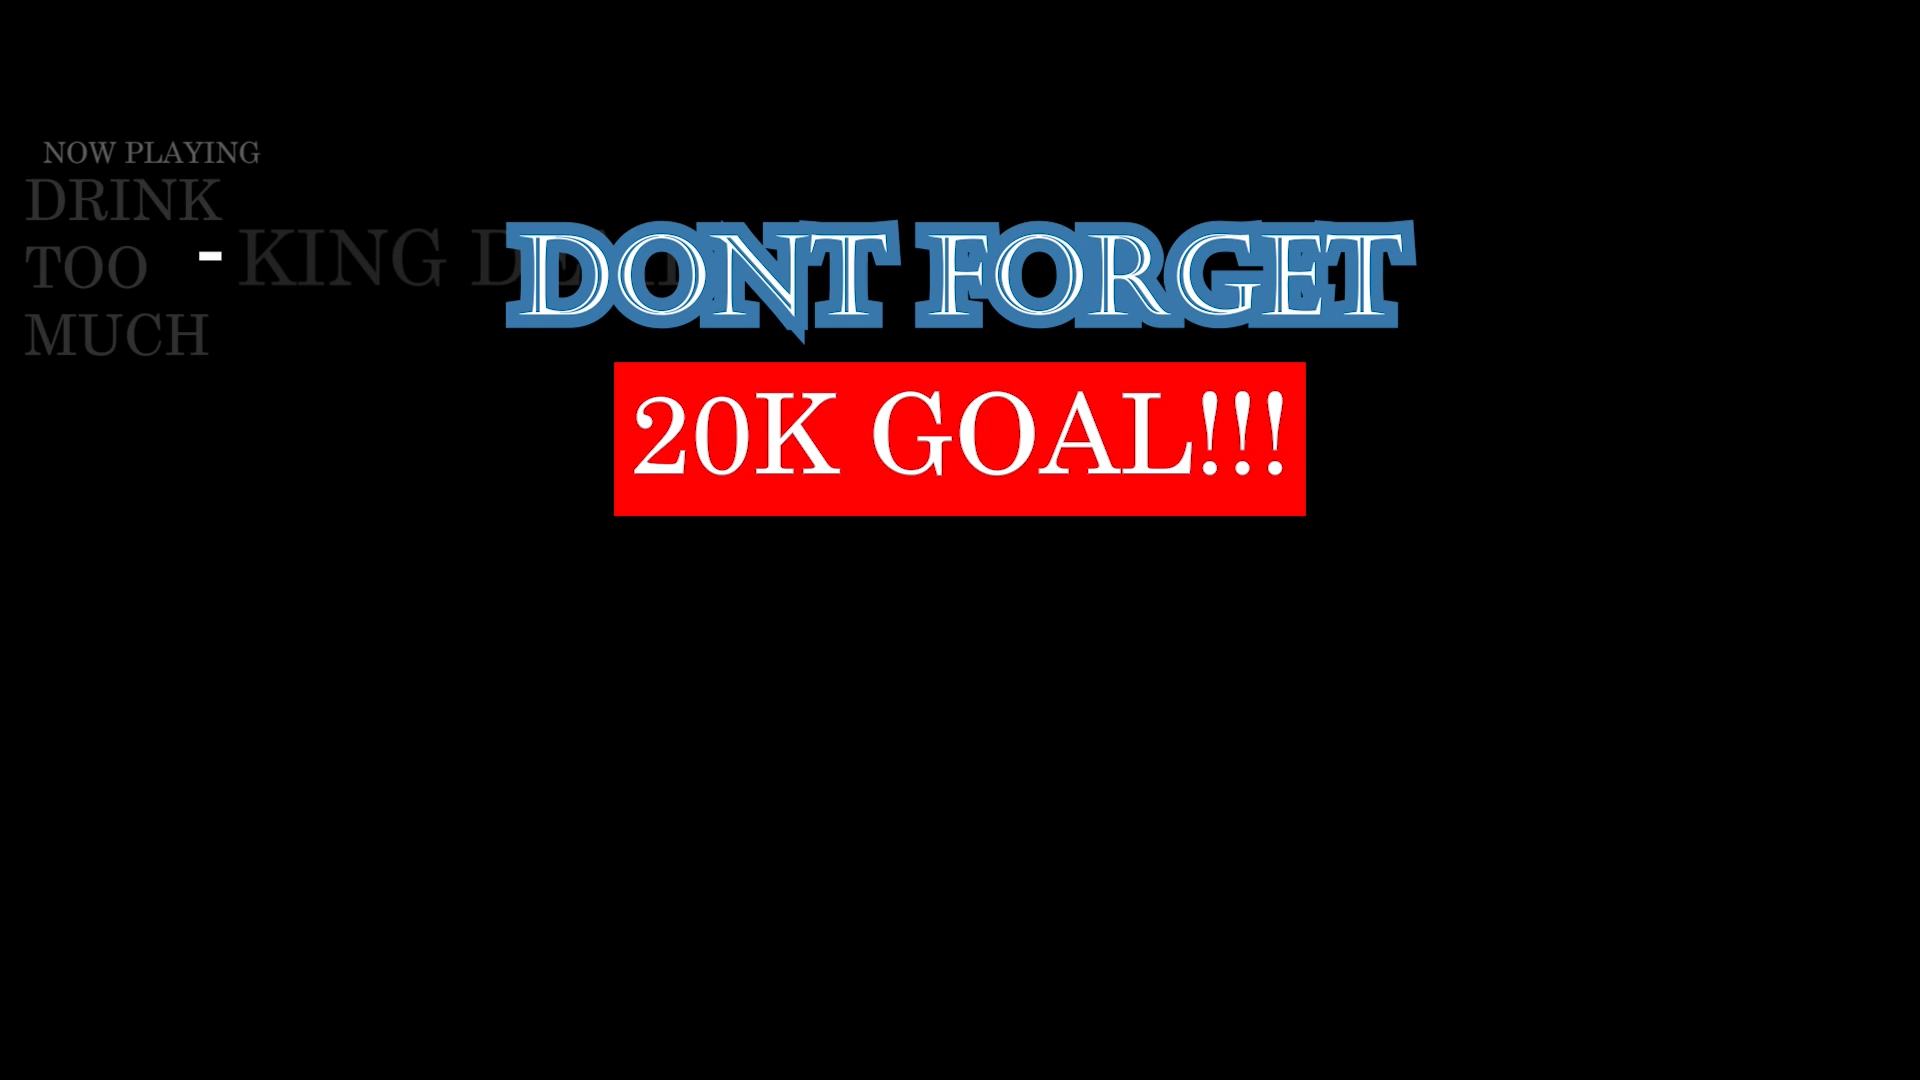 NOW PLAYING
DRINK
TOO
MUCH
- KING
DONT FORGET
20K GOAL!!!